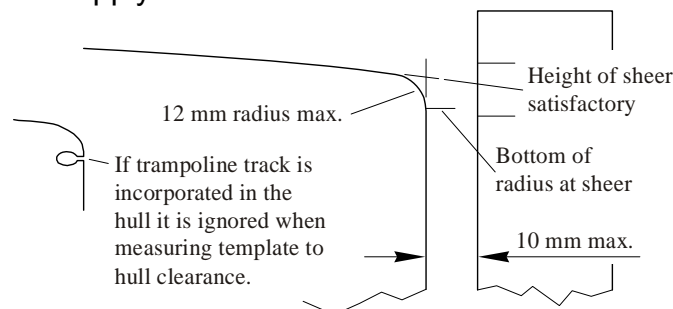 Height of sheer
satisfactory
12 mm radius max.
Bottom of
radius at sheer
If trampoline track is
incorporated in the
hull it is ignored when
measuring template to
hull clearance.
10 mm max.